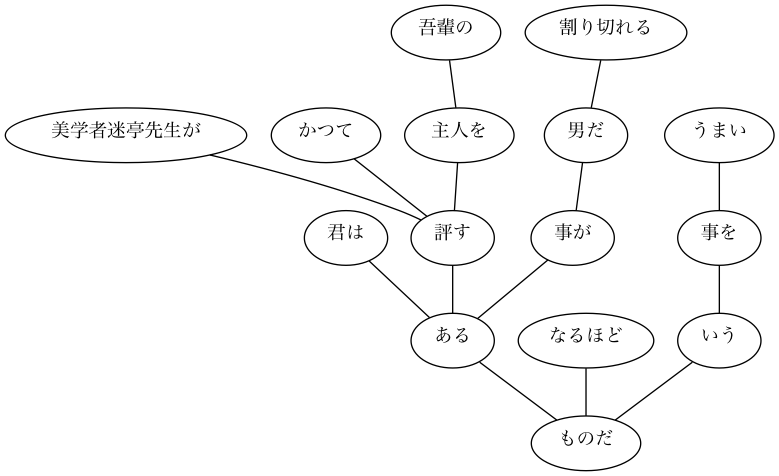 吾輩の
割り切れる
美学者迷亭先生が
かつて
主人を
男だ
うまい
君は
評す
事が
事を
ある
なるほど
いう
ものだ